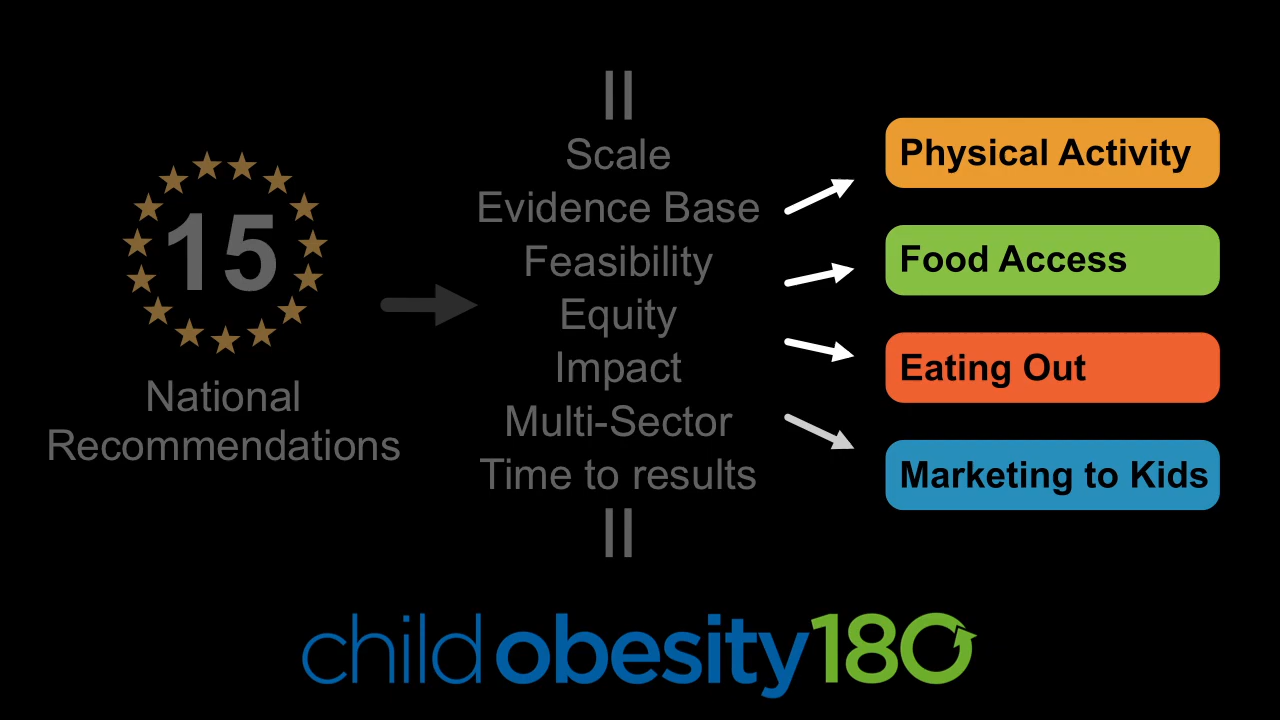 15
National
Recommendations
||
Scale
Evidence Base
Feasibility
Equity
Impact
Multi-Sector
Time to results
||
Physical Activity
Food Access
Eating Out
Marketing to Kids
childobesity180